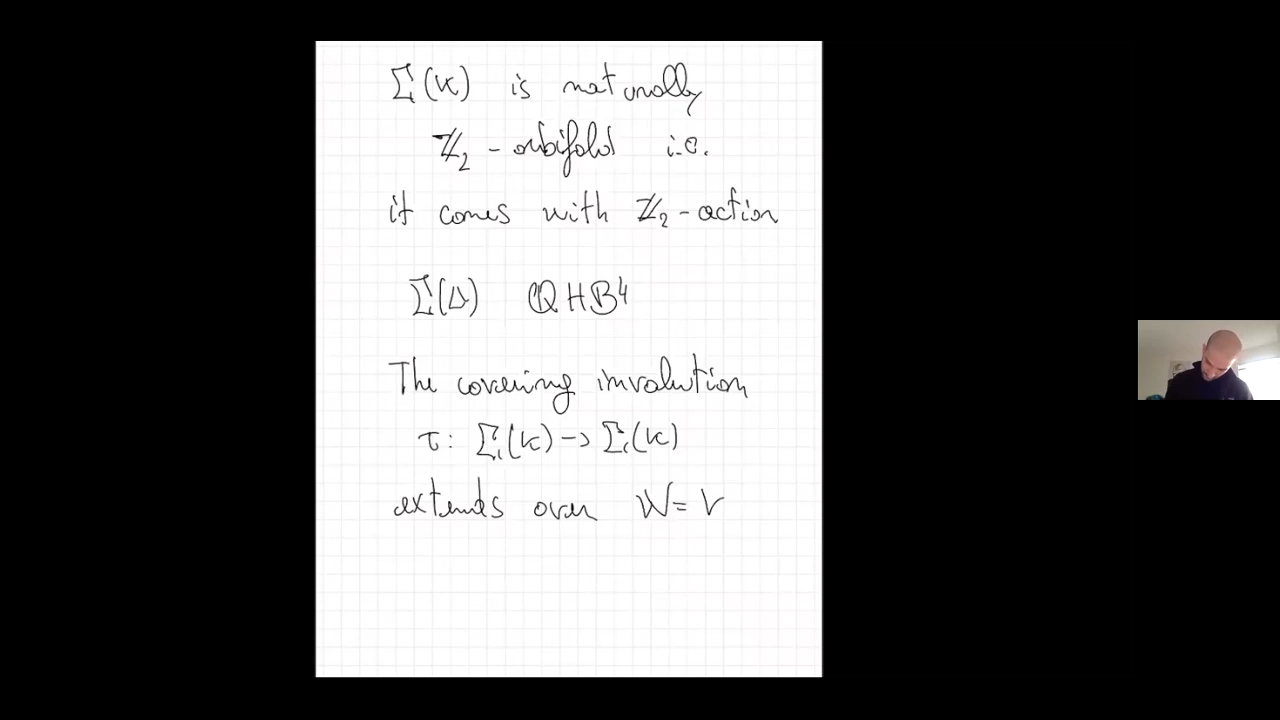 Σ(K) is naturally
ℤ₂-orbifold i.e.
it comes with ℤ₂-action
Σ(Δ) QHB⁴
The covering involution
τ: Σ(K) → Σ(K)
extends over W = V